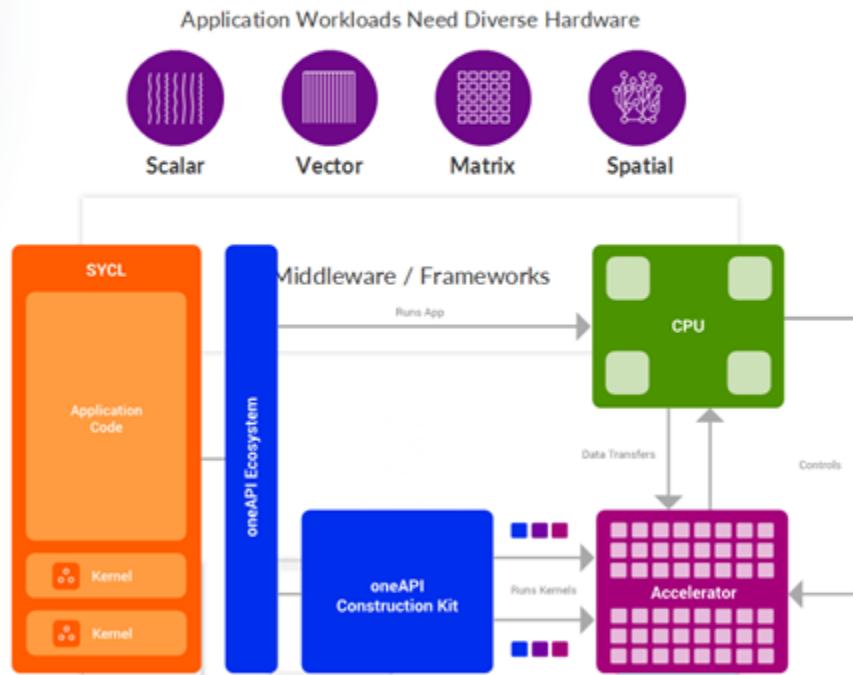 Application Workloads Need Diverse Hardware
Scalar
Vector
Matrix
Spatial
SYCL
Application
Code
Kernel
Kernel
oneAPI Ecosystem
Middleware / Frameworks
Runs App
CPU
Data Transfers
Controls
oneAPI
Construction Kit
Runs Kernels
Accelerator